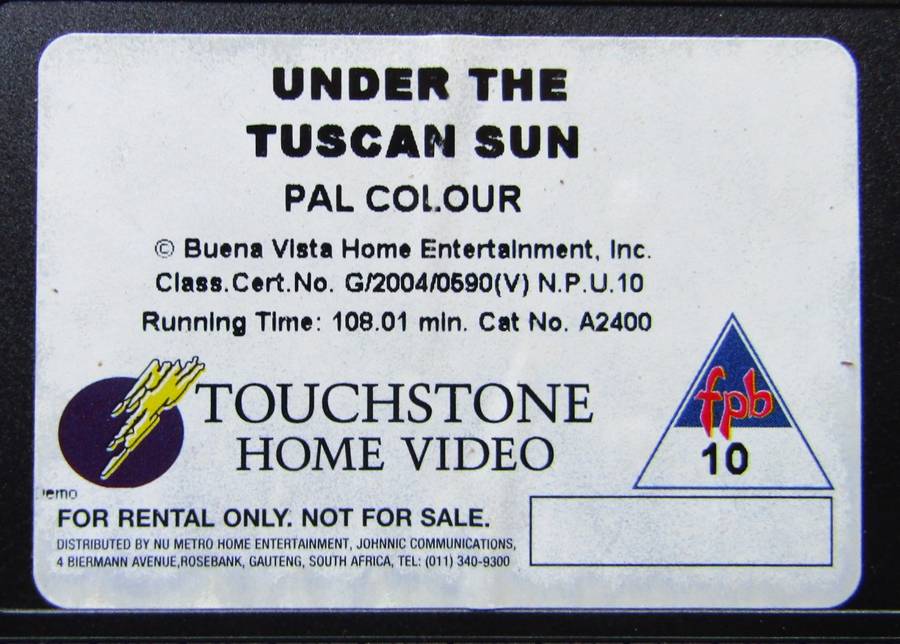 UNDER THE
TUSCAN SUN
PAL COLOUR
© Buena Vista Home Entertainment, Inc.
Class.Cert.No. G/2004/0590(V) N.P.U.10
Running Time: 108.01 min. Cat No. A2400
TOUCHSTONE
HOME VIDEO
fpb
10
Demo
FOR RENTAL ONLY. NOT FOR SALE.
DISTRIBUTED BY NU METRO HOME ENTERTAINMENT, JOHNNIC COMMUNICATIONS,
4 BIERMANN AVENUE,ROSEBANK, GAUTENG, SOUTH AFRICA, TEL: (011) 340-9300